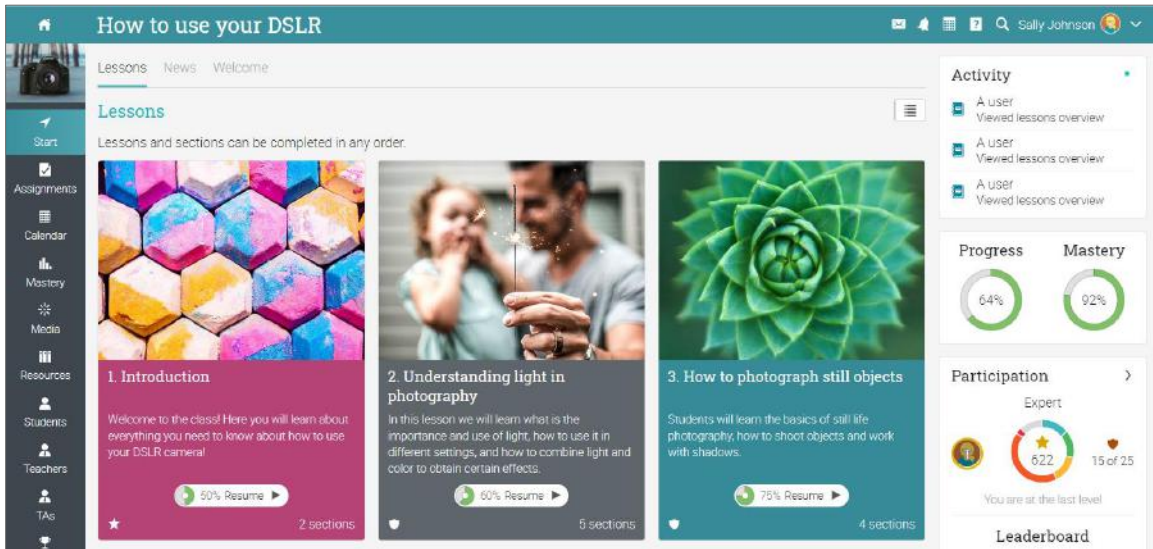 How to use your DSLR
Sally Johnson
Start
Assignments
Calendar
Mastery
Media
Resources
Students
Teachers
TAs
Lessons News Welcome
Lessons
Lessons and sections can be completed in any order.
1. Introduction
Welcome to the class! Here you will learn about
everything you need to know about how to use
your DSLR camera!
50% Resume
2 sections
2. Understanding light in
photography
In this lesson we will learn what is the
importance and use of light, how to use it in
different settings, and how to combine light and
color to obtain certain effects.
60% Resume
5 sections
3. How to photograph still objects
Students will learn the basics of still life
photography, how to shoot objects and work
with shadows.
75% Resume
4 sections
Activity
A user
Viewed lessons overview
A user
Viewed lessons overview
A user
Viewed lessons overview
Progress Mastery
64% 92%
Participation
Expert
622
15 of 25
You are at the last level
Leaderboard